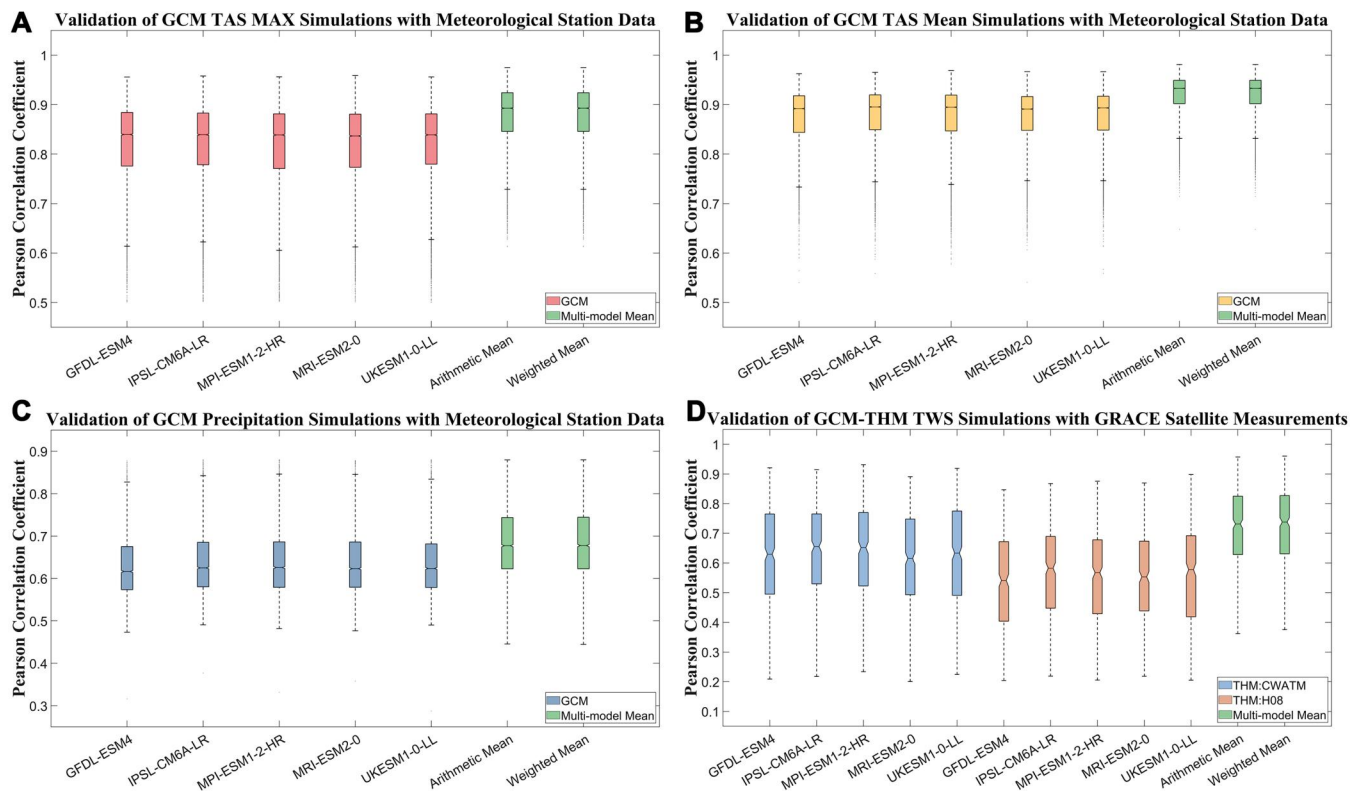 A
Validation of GCM TAS MAX Simulations with Meteorological Station Data
Pearson Correlation Coefficient
1
0.9
0.8
0.7
0.6
0.5
GCM
Multi-model Mean
GFDL-ESM4
IPSL-CM6A-LR
MPI-ESM1-2-HR
MRI-ESM2-0
UKESM1-0-LL
Arithmetic Mean
Weighted Mean
B
Validation of GCM TAS Mean Simulations with Meteorological Station Data
Pearson Correlation Coefficient
1
0.9
0.8
0.7
0.6
0.5
GCM
Multi-model Mean
GFDL-ESM4
IPSL-CM6A-LR
MPI-ESM1-2-HR
MRI-ESM2-0
UKESM1-0-LL
Arithmetic Mean
Weighted Mean
C
Validation of GCM Precipitation Simulations with Meteorological Station Data
Pearson Correlation Coefficient
0.9
0.8
0.7
0.6
0.5
0.4
0.3
GCM
Multi-model Mean
GFDL-ESM4
IPSL-CM6A-LR
MPI-ESM1-2-HR
MRI-ESM2-0
UKESM1-0-LL
Arithmetic Mean
Weighted Mean
D
Validation of GCM-THM TWS Simulations with GRACE Satellite Measurements
Pearson Correlation Coefficient
1
0.9
0.8
0.7
0.6
0.5
0.4
0.3
0.2
0.1
THM:CWATM
THM:H08
Multi-model Mean
GFDL-ESM4
IPSL-CM6A-LR
MPI-ESM1-2-HR
MRI-ESM2-0
UKESM1-0-LL
GFDL-ESM4
IPSL-CM6A-LR
MPI-ESM1-2-HR
MRI-ESM2-0
UKESM1-0-LL
Arithmetic Mean
Weighted Mean